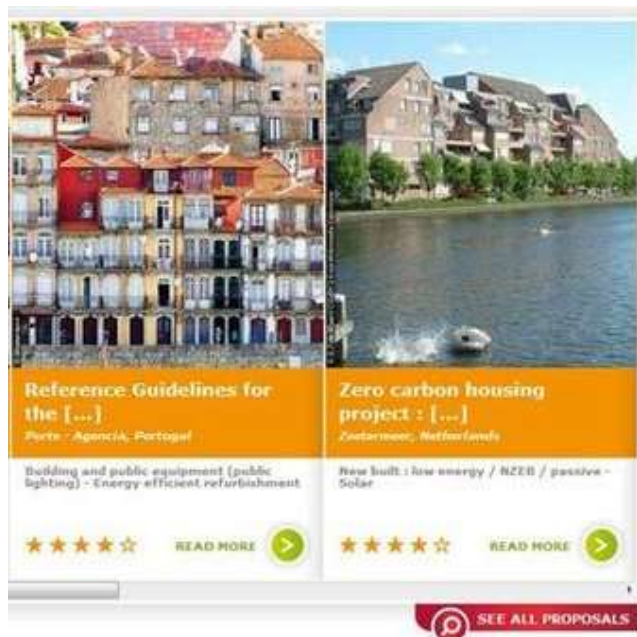 Reference Guidelines for
the [...]
Porto - Agencia, Portugal
Building and public equipment (public
lighting) - Energy efficient refurbishment
READ MORE
Zero carbon housing
project : [...]
Zoetermeer, Netherlands
New built : low energy / NZEB / passive -
Solar
READ MORE
SEE ALL PROPOSALS